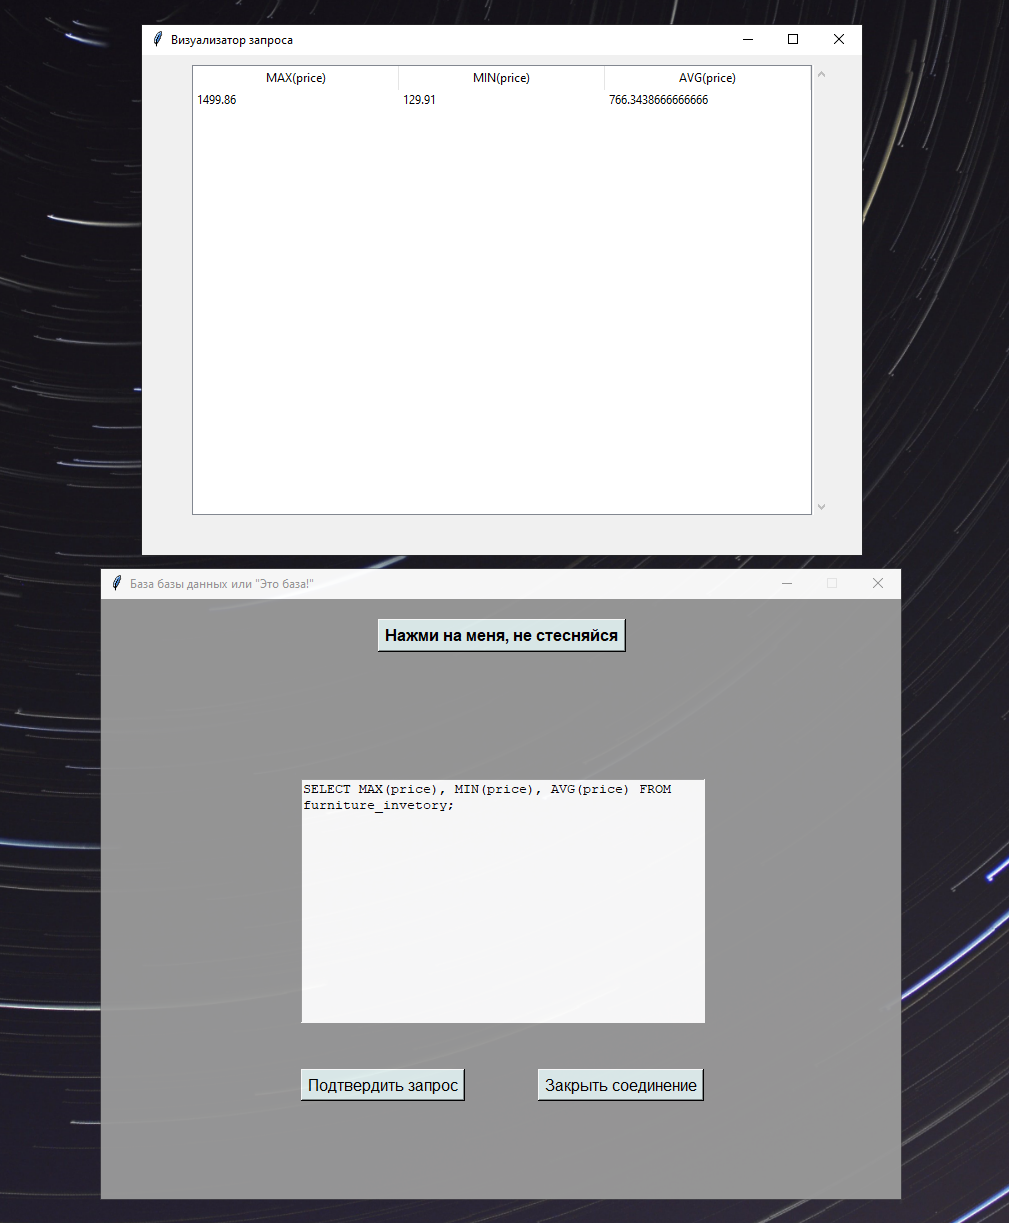 Визуализатор запроса
MAX(price) MIN(price) AVG(price)
1499.86 129.91 766.3438666666666
База базы данных или "Это база!"
Нажми на меня, не стесняйся
SELECT MAX(price), MIN(price), AVG(price) FROM
furniture_invetory;
Подтвердить запрос Закрыть соединение